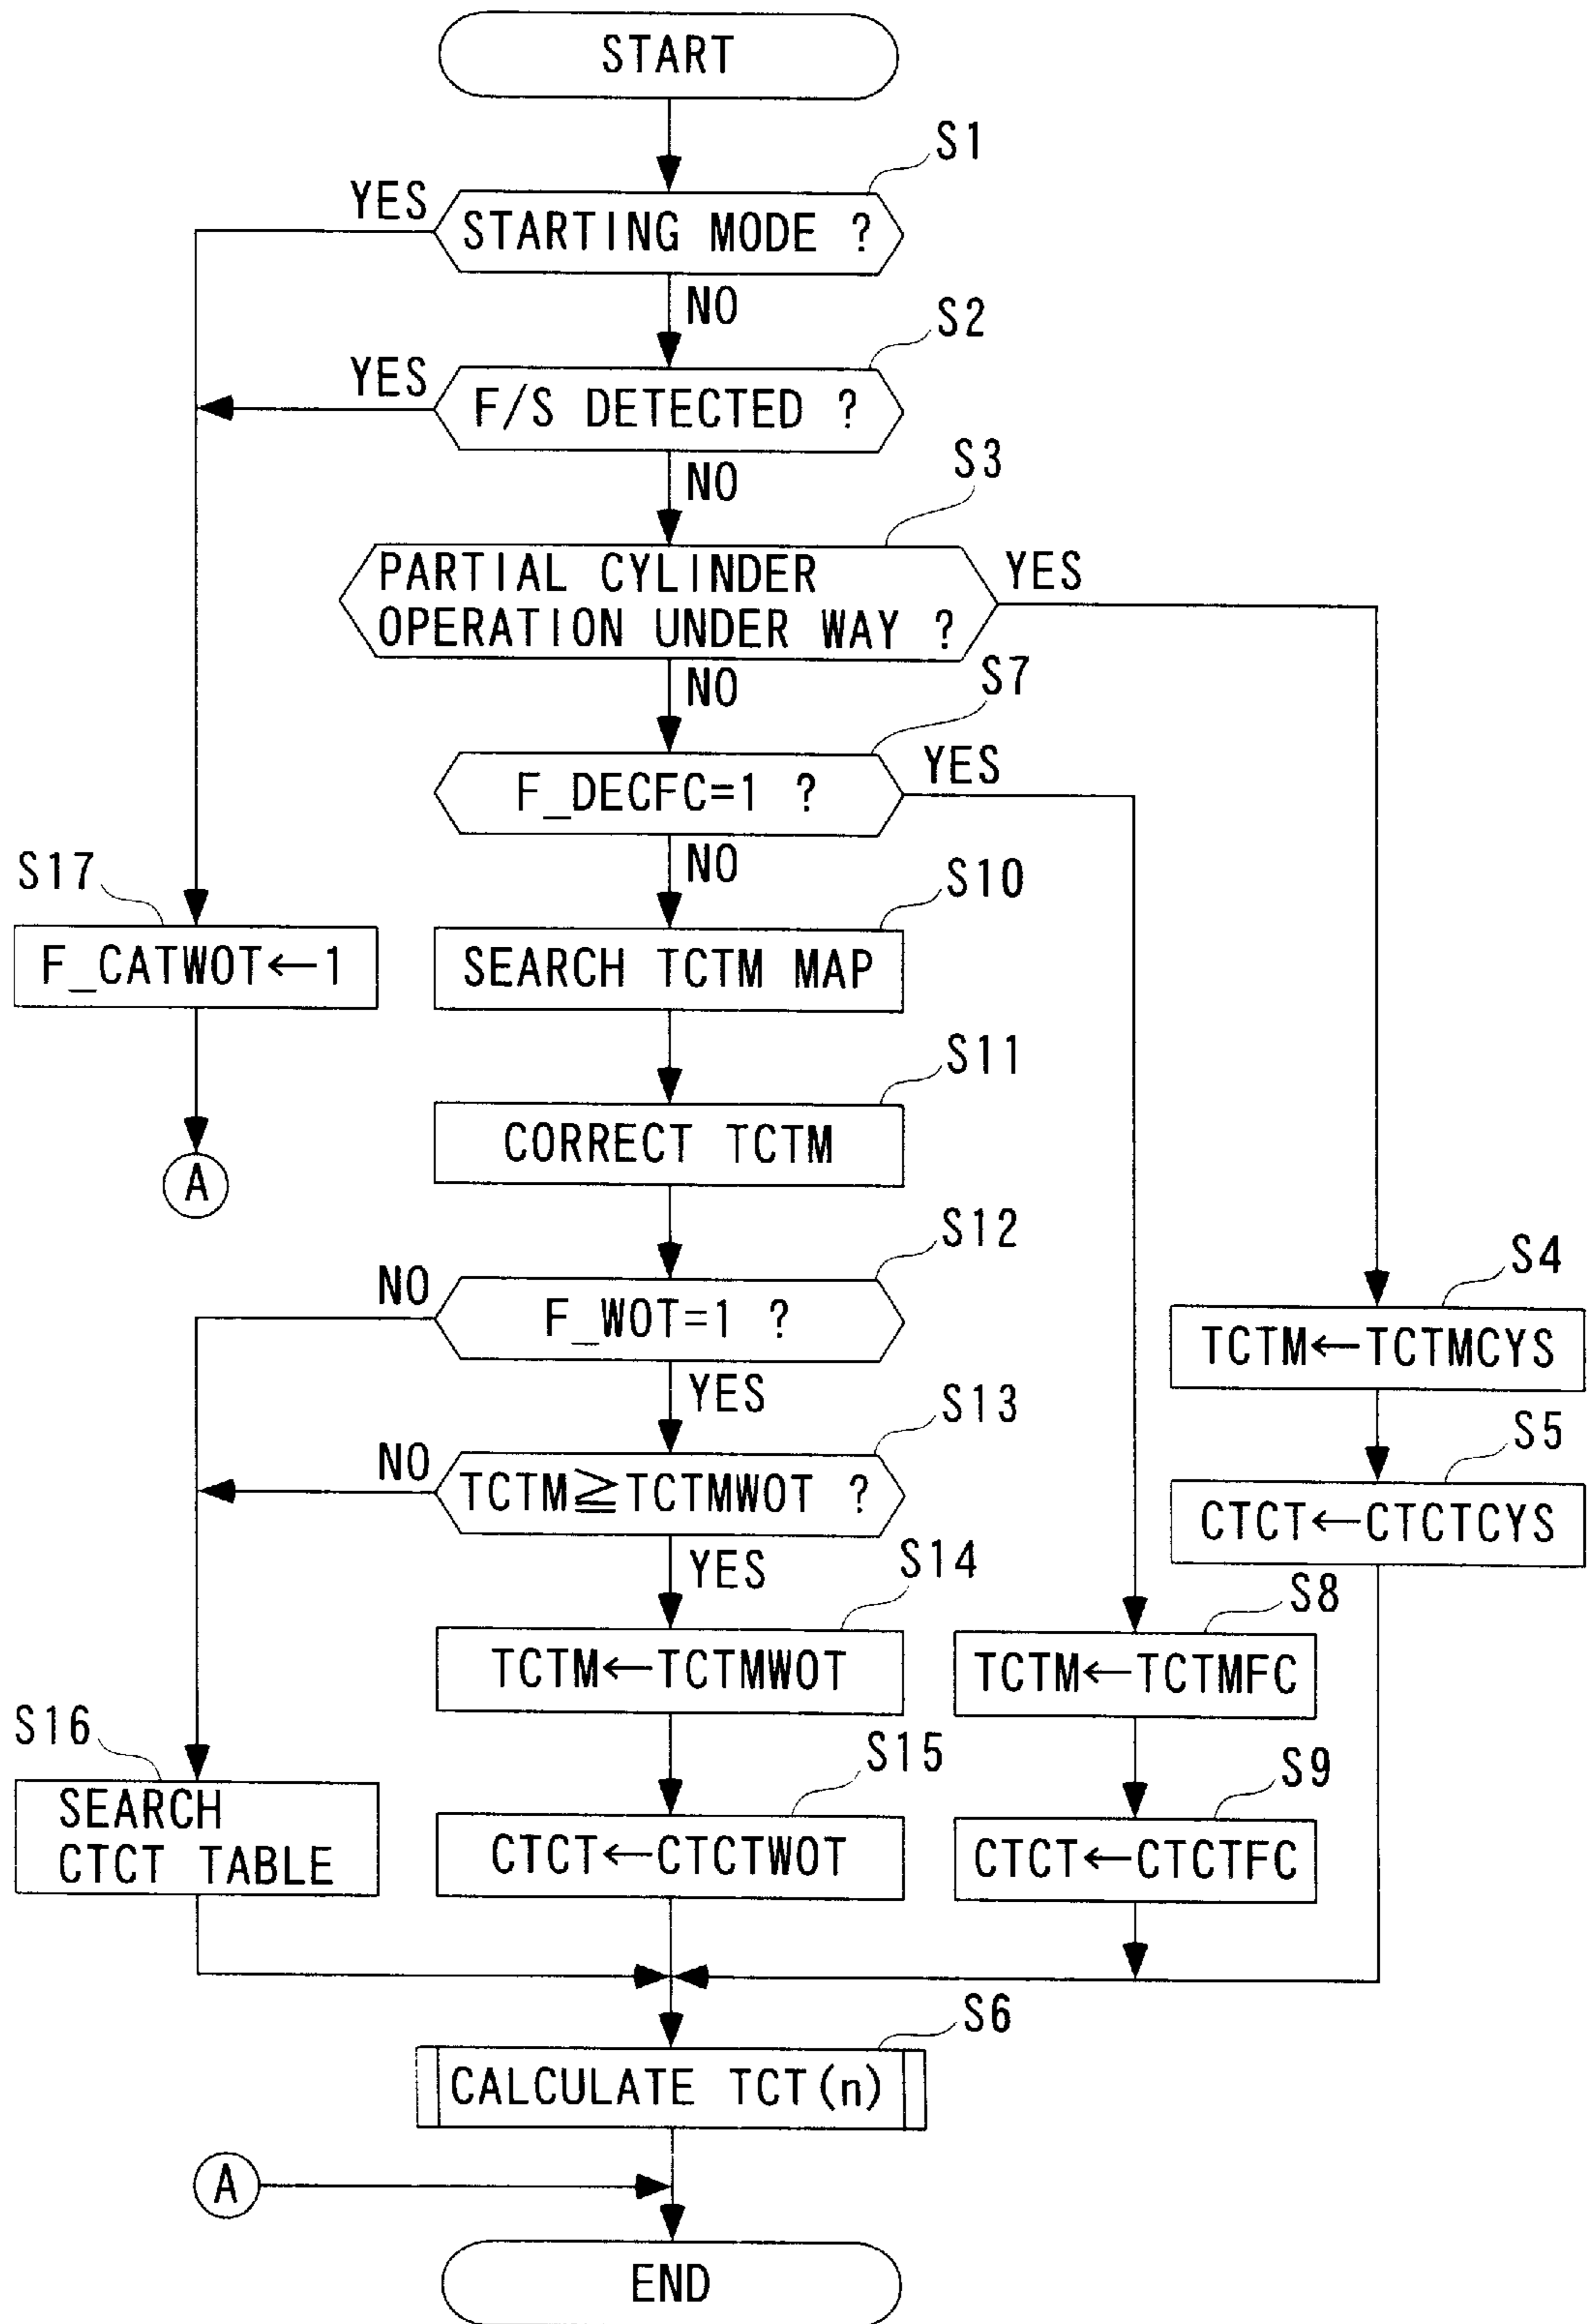 START
S1
YES
STARTING MODE ?
NO
S2
YES
F/S DETECTED ?
NO
S3
PARTIAL CYLINDER
OPERATION UNDER WAY ?
YES
NO
S7
F_DECFC=1 ?
YES
NO
S17
F_CATWOT←1
S10
SEARCH TCTM MAP
S11
CORRECT TCTM
A
S12
NO
F_WOT=1 ?
YES
S4
TCTM←TCTMCYS
S13
NO
TCTM≧TCTMWOT ?
YES
S5
CTCT←CTCTCYS
S14
TCTM←TCTMWOT
S8
TCTM←TCTMFC
S16
SEARCH
CTCT TABLE
S15
CTCT←CTCTWOT
S9
CTCT←CTCTFC
S6
CALCULATE TCT(n)
A
END